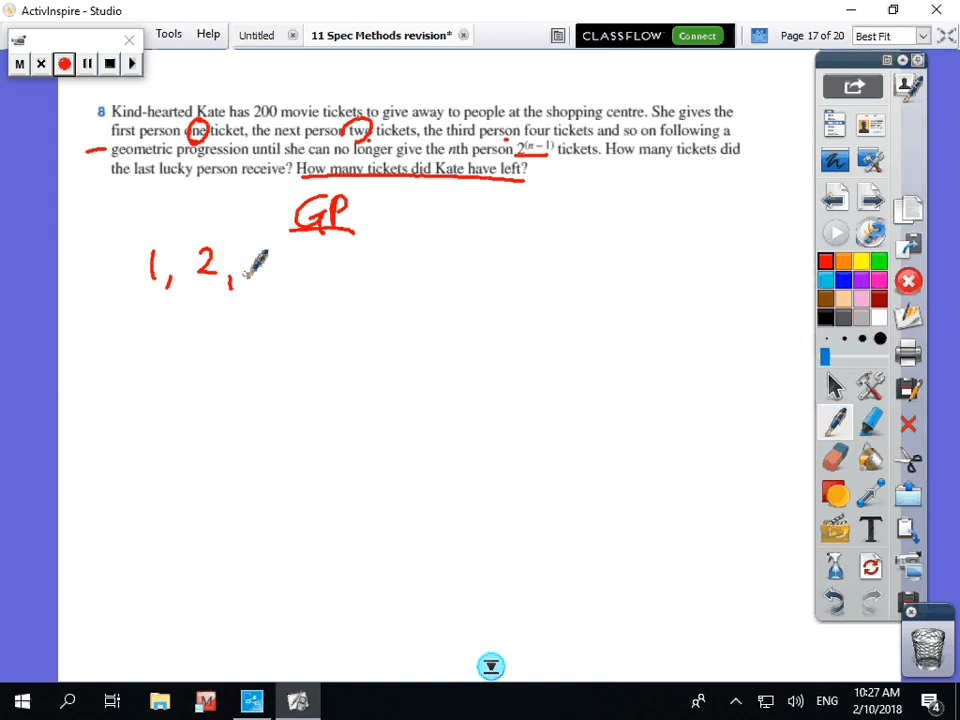 ActivInspire - Studio
Tools Help Untitled 11 Spec Methods revision* CLASSFLOW Connect Page 17 of 20 Best Fit
M
8 Kind-hearted Kate has 200 movie tickets to give away to people at the shopping centre. She gives the
first person one ticket, the next person two tickets, the third person four tickets and so on following a
geometric progression until she can no longer give the nth person 2^(n − 1) tickets. How many tickets did
the last lucky person receive? How many tickets did Kate have left?
GP
1, 2,
T
ENG
10:27 AM
2/10/2018
4